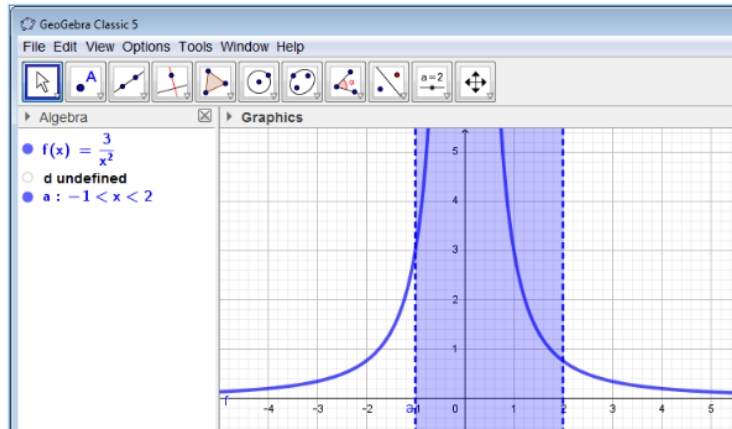 GeoGebra Classic 5
File Edit View Options Tools Window Help
A
α
a=2
Algebra
Graphics
f(x) = 3/x²
d undefined
a : −1 < x < 2
5
4
3
2
1
f
a
-4 -3 -2 -1 0 1 2 3 4 5